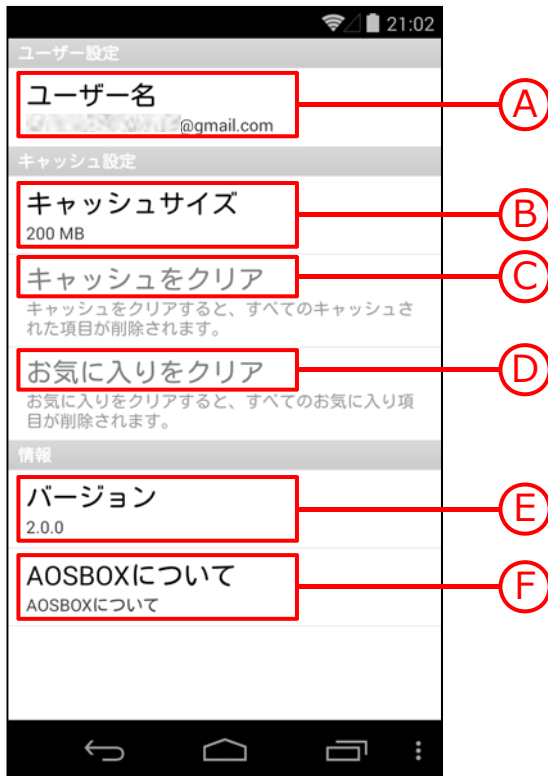 21:02
ユーザー設定
ユーザー名
@gmail.com
A
キャッシュ設定
キャッシュサイズ
200 MB
B
キャッシュをクリア
C
キャッシュをクリアすると、すべてのキャッシュさ
れた項目が削除されます。
お気に入りをクリア
D
お気に入りをクリアすると、すべてのお気に入り項
目が削除されます。
情報
バージョン
2.0.0
E
AOSBOXについて
AOSBOXについて
F